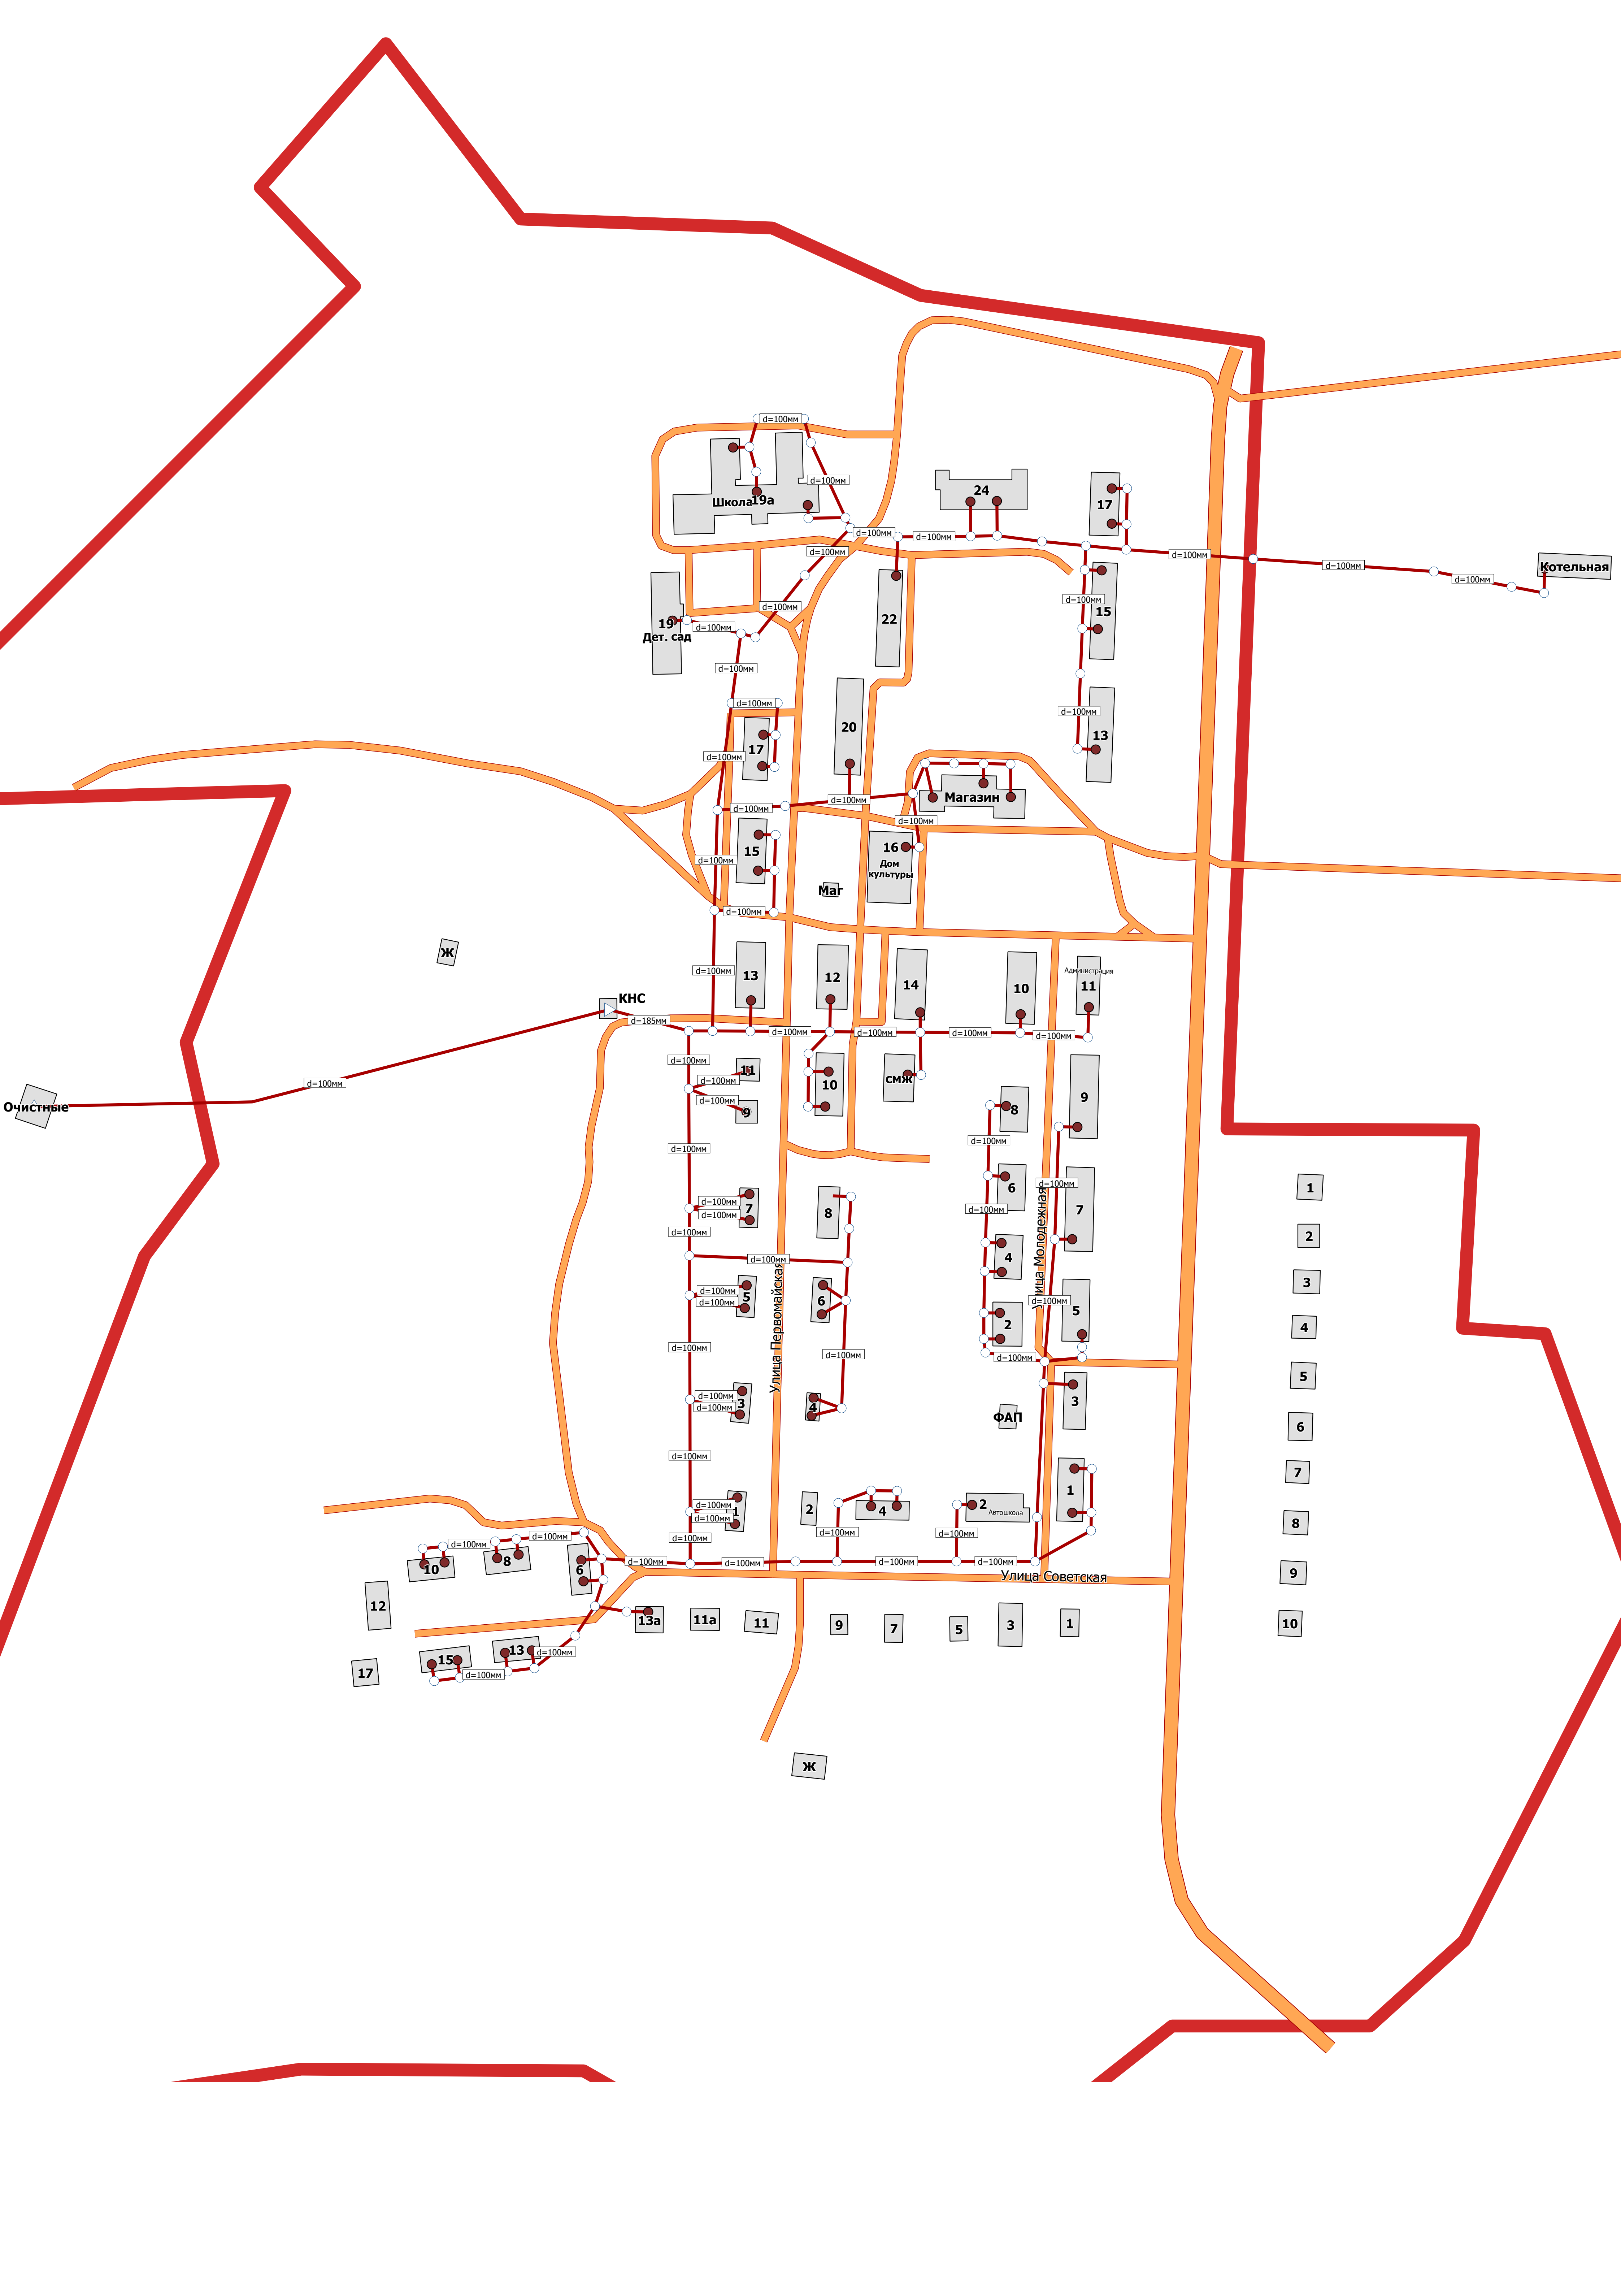 d=100мм
d=100мм
24
17
Школа 19а
d=100мм
d=100мм
d=100мм
d=100мм
d=100мм
Котельная
d=100мм
d=100мм
d=100мм
15
22
19
d=100мм
Дет. сад
d=100мм
d=100мм
d=100мм
20
13
17
d=100мм
Магазин
d=100мм
d=100мм
d=100мм
16
15
d=100мм
Дом
культуры
Маг
d=100мм
Ж
d=100мм
Администрация
13
12
14
10
11
КНС
d=185мм
d=100мм
d=100мм
d=100мм
d=100мм
d=100мм
11
d=100мм
смж
d=100мм
10
Очистные
d=100мм
9
9
8
d=100мм
d=100мм
d=100мм
6
1
d=100мм
7
d=100мм
8
d=100мм
7
d=100мм
2
Улица Молодежная
4
d=100мм
3
d=100мм
5
d=100мм
6
d=100мм
5
2
4
Улица Первомайская
d=100мм
d=100мм
d=100мм
5
d=100мм
3
d=100мм
4
ФАП
3
6
d=100мм
7
1
d=100мм
1
d=100мм
2
4
2
Автошкола
8
d=100мм
d=100мм
d=100мм
d=100мм
d=100мм
10
8
6
d=100мм
d=100мм
d=100мм
d=100мм
9
Улица Советская
12
13а
11а
11
9
7
5
3
1
10
15
13
d=100мм
17
d=100мм
Ж